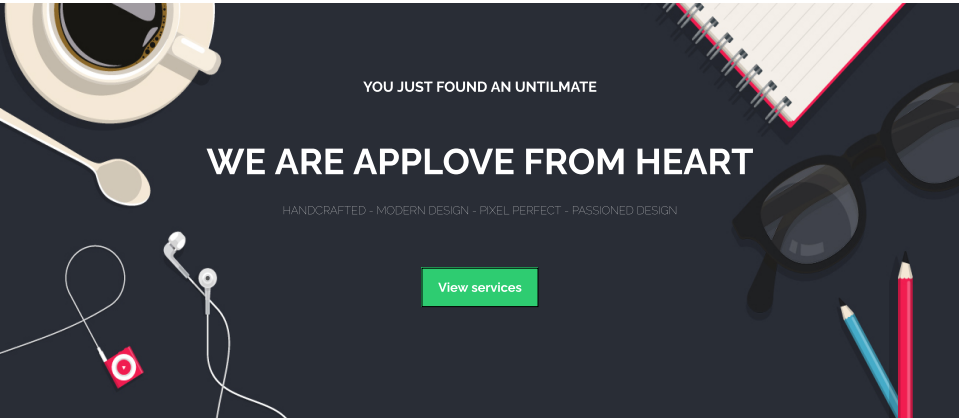 YOU JUST FOUND AN UNTILMATE
WE ARE APPLOVE FROM HEART
HANDCRAFTED - MODERN DESIGN - PIXEL PERFECT - PASSIONED DESIGN
View services